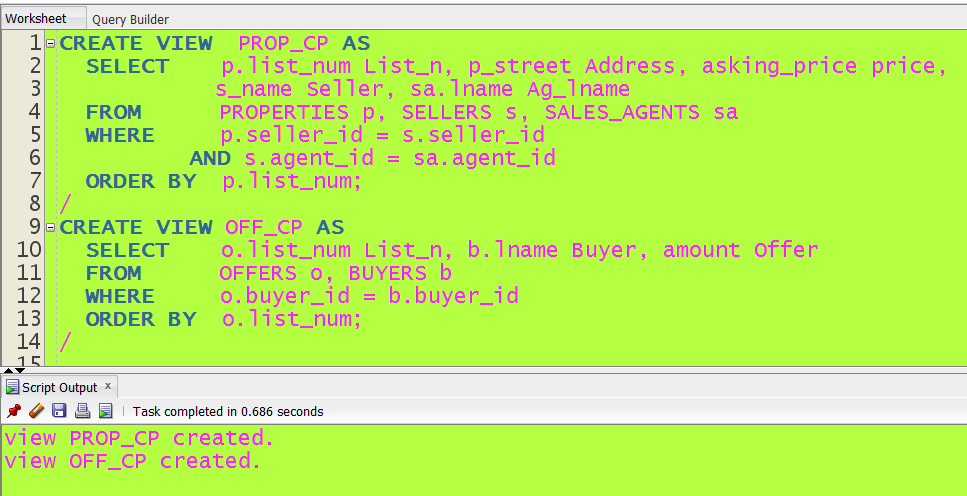 Worksheet Query Builder
1 CREATE VIEW PROP_CP AS
2 SELECT p.list_num List_n, p_street Address, asking_price price,
3 s_name Seller, sa.lname Ag_lname
4 FROM PROPERTIES p, SELLERS s, SALES_AGENTS sa
5 WHERE p.seller_id = s.seller_id
6 AND s.agent_id = sa.agent_id
7 ORDER BY p.list_num;
8 /
9 CREATE VIEW OFF_CP AS
10 SELECT o.list_num List_n, b.lname Buyer, amount Offer
11 FROM OFFERS o, BUYERS b
12 WHERE o.buyer_id = b.buyer_id
13 ORDER BY o.list_num;
14 /
15
Script Output x
Task completed in 0.686 seconds
view PROP_CP created.
view OFF_CP created.